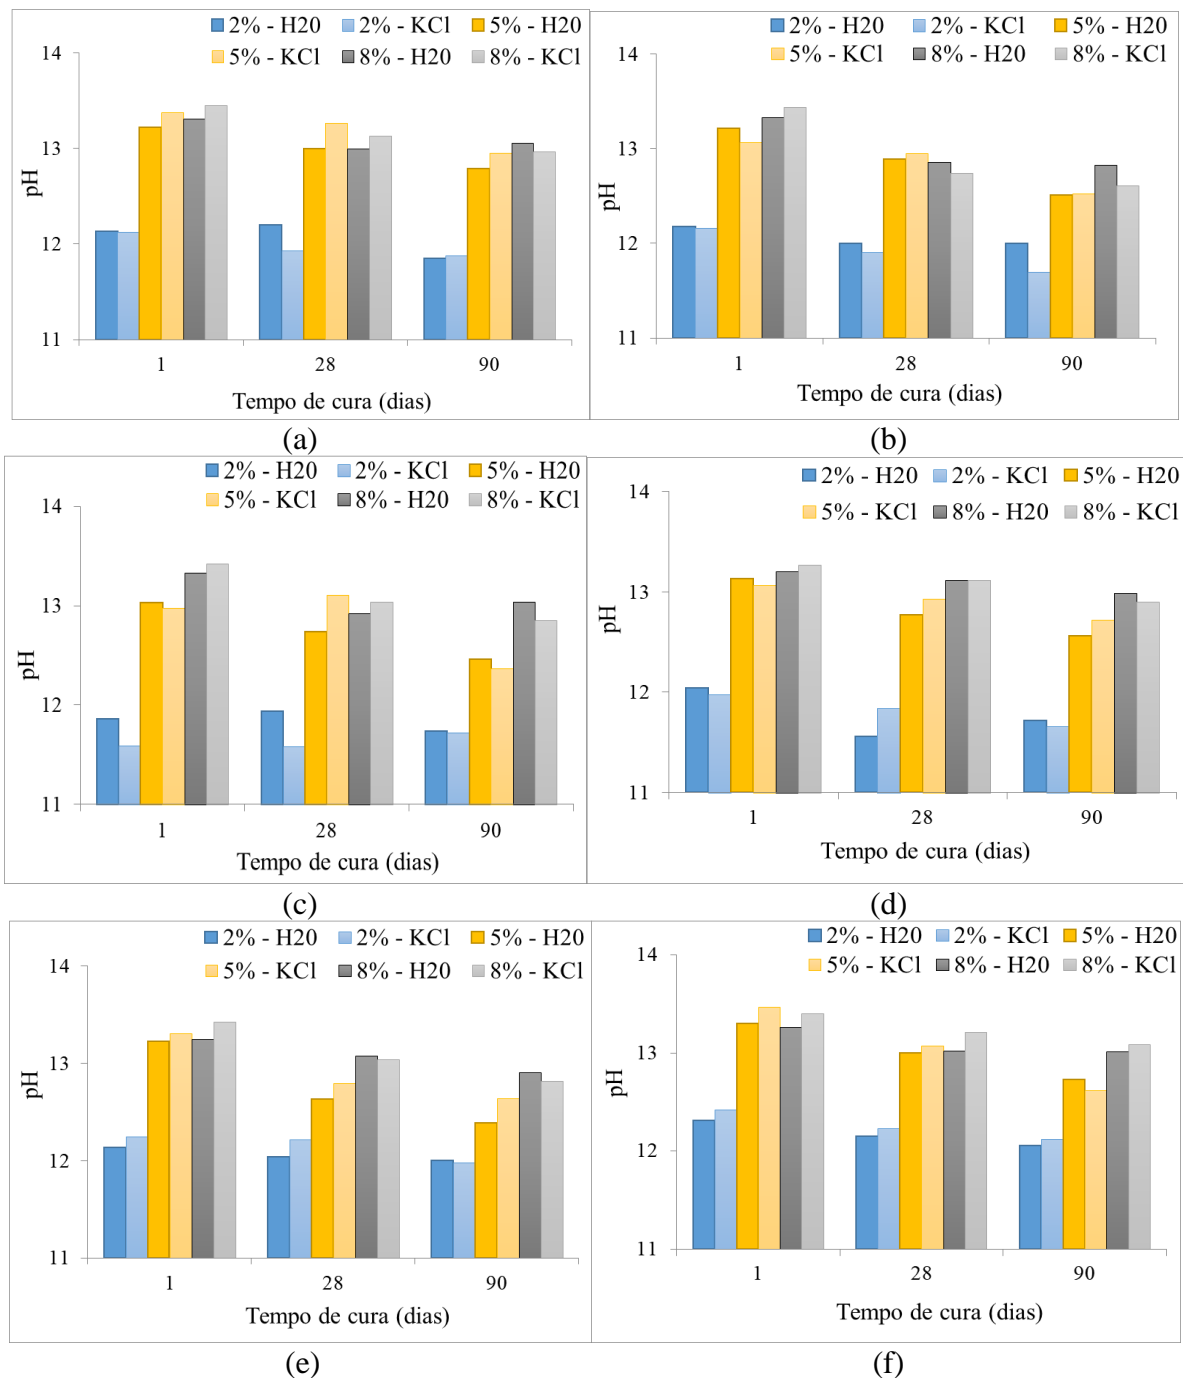 2% - H20 2% - KCl 5% - H20
5% - KCl 8% - H20 8% - KCl
14
13
12
11
pH
1 28 90
Tempo de cura (dias)
(a)
2% - H20 2% - KCl 5% - H20
5% - KCl 8% - H20 8% - KCl
14
13
12
11
pH
1 28 90
Tempo de cura (dias)
(b)
2% - H20 2% - KCl 5% - H20
5% - KCl 8% - H20 8% - KCl
14
13
12
11
pH
1 28 90
Tempo de cura (dias)
(c)
2% - H20 2% - KCl 5% - H20
5% - KCl 8% - H20 8% - KCl
14
13
12
11
pH
1 28 90
Tempo de cura (dias)
(d)
2% - H20 2% - KCl 5% - H20
5% - KCl 8% - H20 8% - KCl
14
13
12
11
pH
1 28 90
Tempo de cura (dias)
(e)
2% - H20 2% - KCl 5% - H20
5% - KCl 8% - H20 8% - KCl
14
13
12
11
pH
1 28 90
Tempo de cura (dias)
(f)